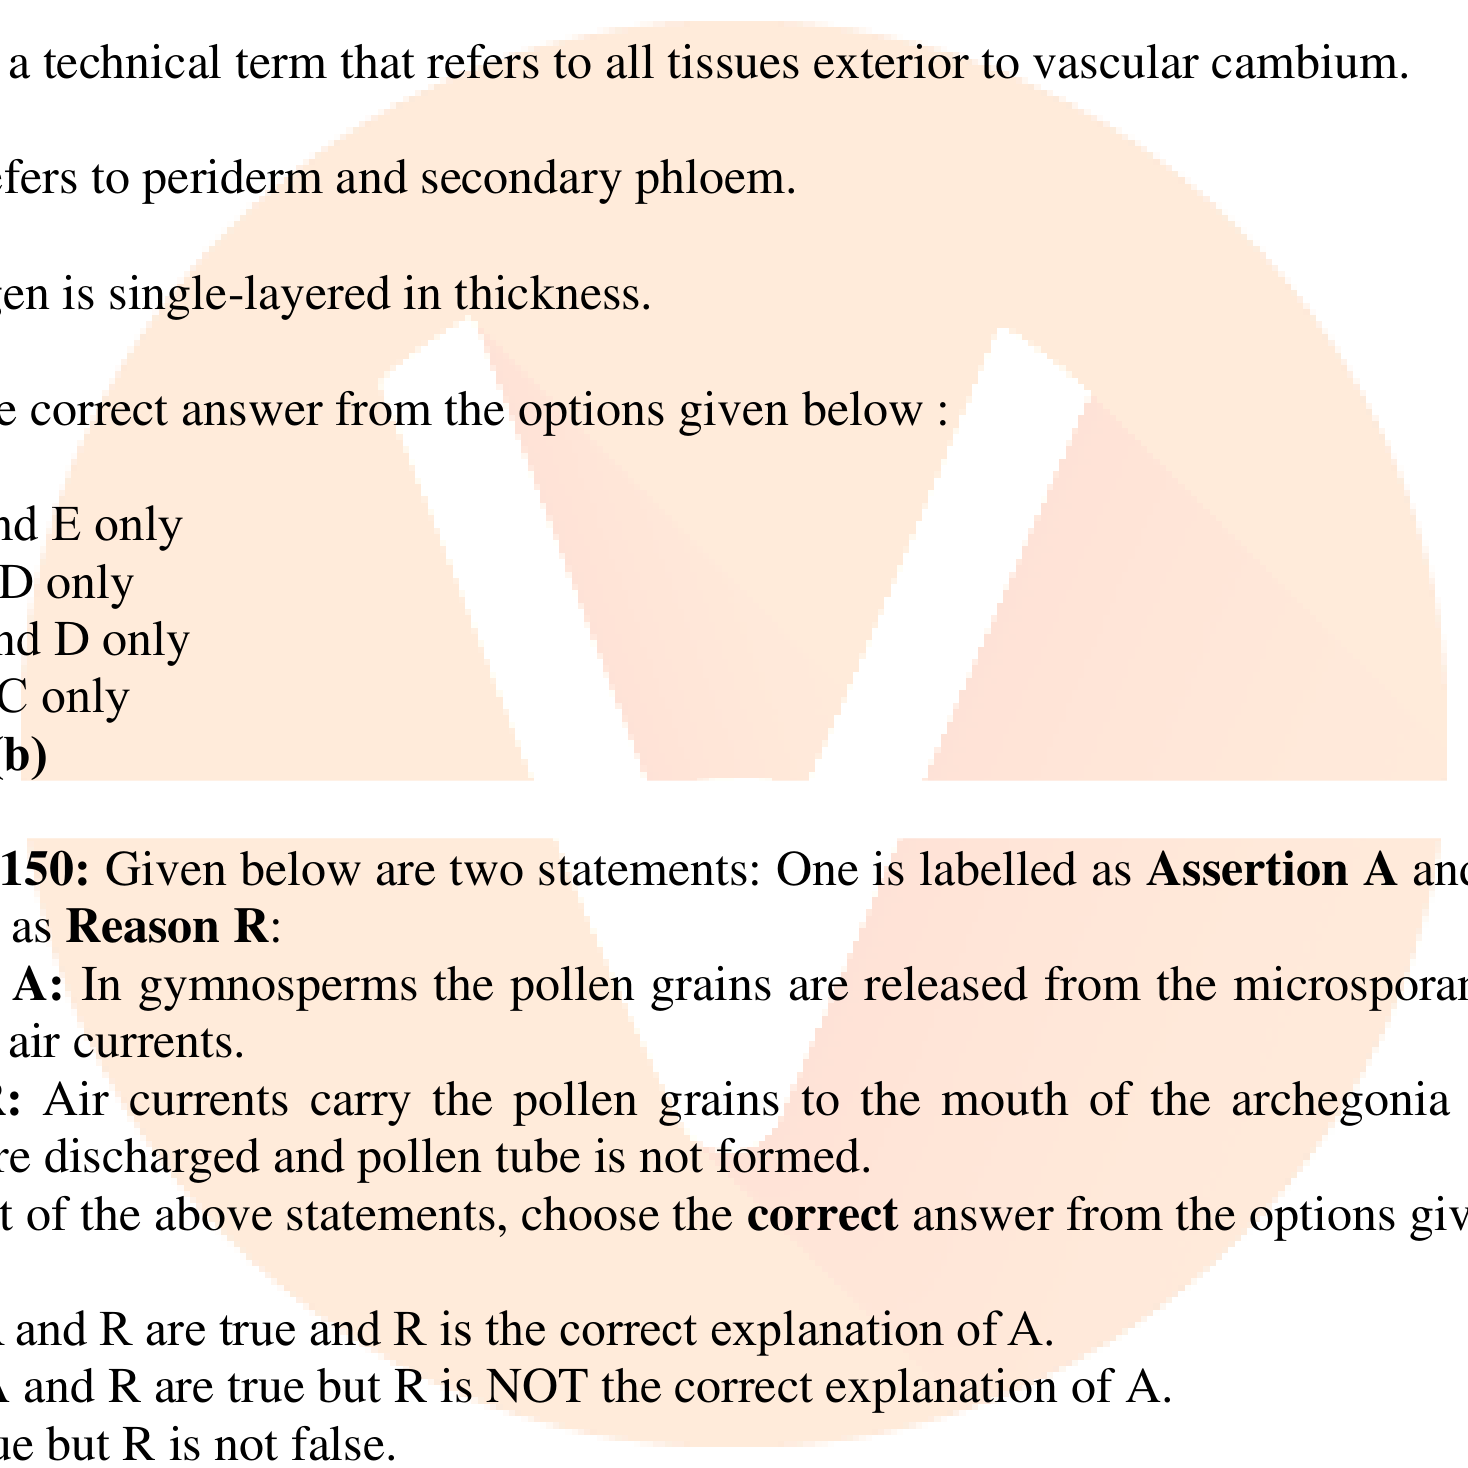 a technical term that refers to all tissues exterior to vascular cambium.
efers to periderm and secondary phloem.
gen is single-layered in thickness.
e correct answer from the options given below :
nd E only
D only
nd D only
C only
(b)
150: Given below are two statements: One is labelled as Assertion A and
as Reason R:
A: In gymnosperms the pollen grains are released from the microsporan
air currents.
R: Air currents carry the pollen grains to the mouth of the archegonia
re discharged and pollen tube is not formed.
t of the above statements, choose the correct answer from the options giv
A and R are true and R is the correct explanation of A.
A and R are true but R is NOT the correct explanation of A.
ue but R is not false.